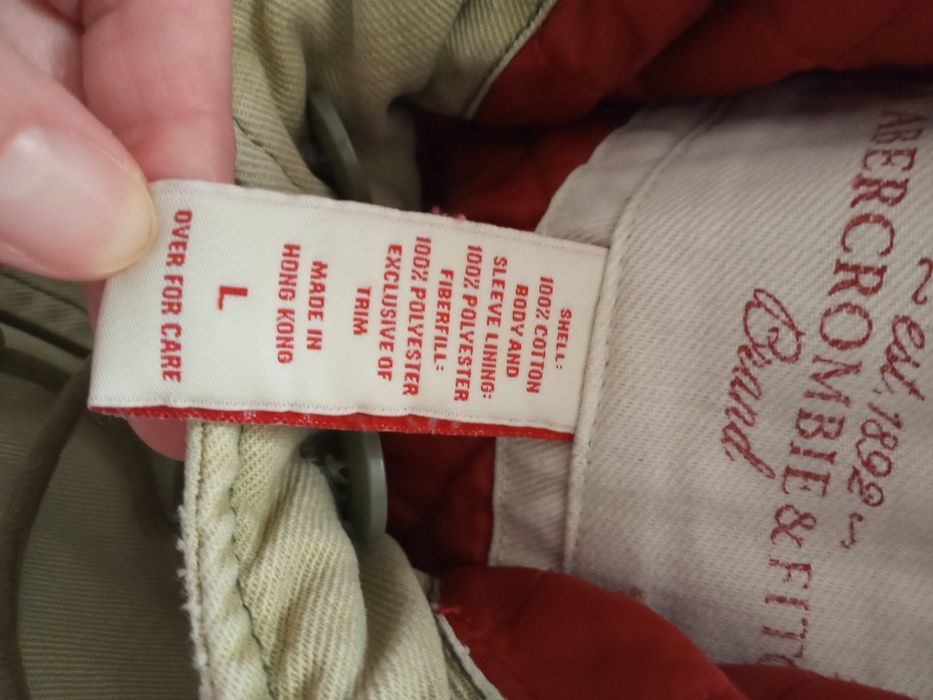 SHELL:
100% COTTON
BODY AND
SLEEVE LINING:
100% POLYESTER
FIBERFILL:
100% POLYESTER
EXCLUSIVE OF
TRIM
MADE IN
HONG KONG
L
OVER FOR CARE
~ est. 1892 ~
ABERCROMBIE & FITC
Brand